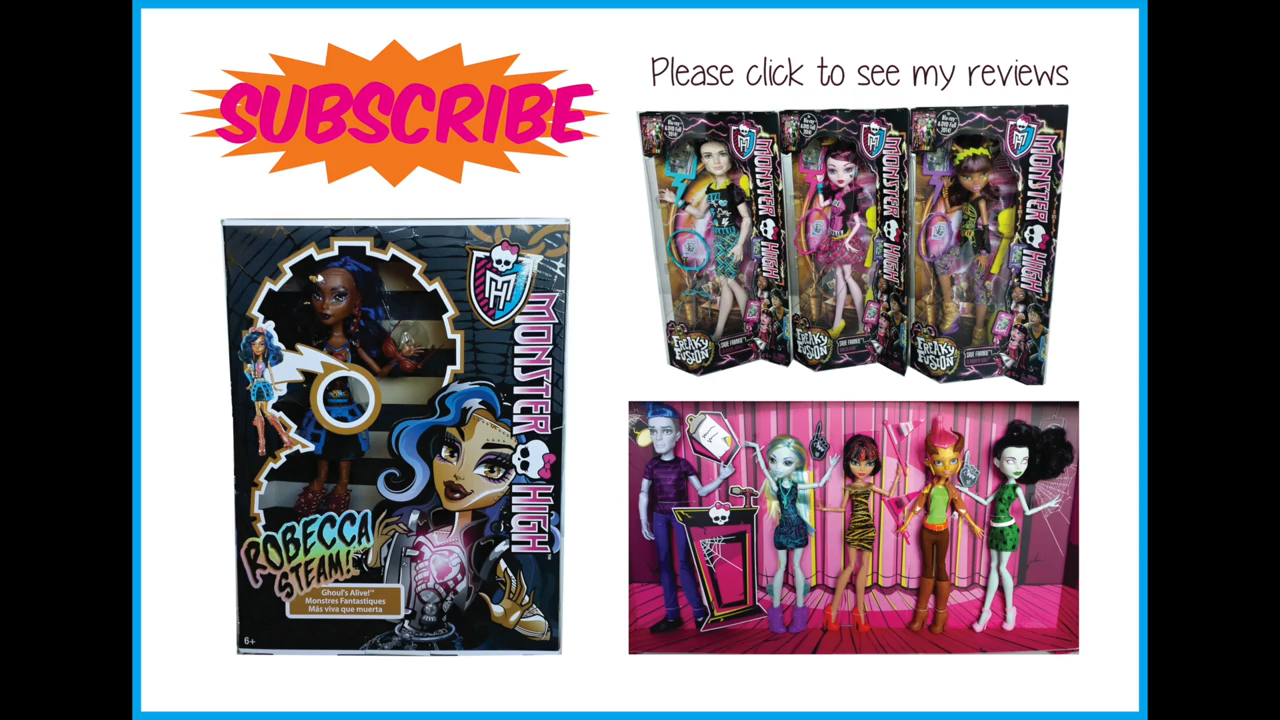 SUBSCRIBE
Please click to see my reviews
MONSTER HIGH
ROBECCA
STEAM!
Ghoul's Alive!™
Monstres Fantastiques
Más viva que muerta
6+
MONSTER HIGH
FREAKY
FUSION
MONSTER HIGH
FREAKY
FUSION
MONSTER HIGH
FREAKY
FUSION